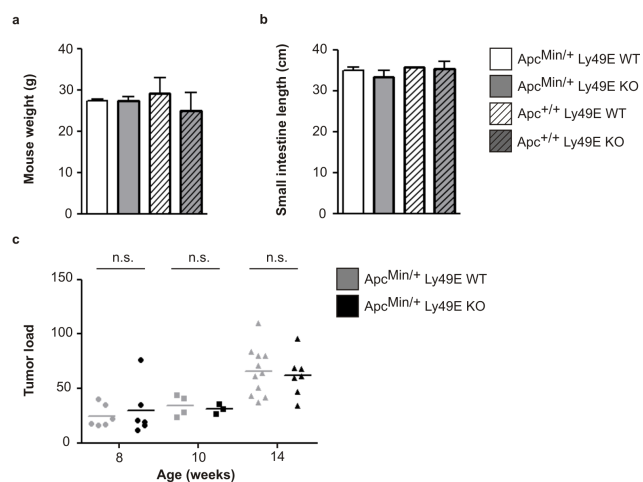 a
Mouse weight (g)
40
30
20
10
0
b
Small intestine length (cm)
40
30
20
10
0
ApcMin/+ Ly49E WT
ApcMin/+ Ly49E KO
Apc+/+ Ly49E WT
Apc+/+ Ly49E KO
c
n.s. n.s. n.s.
Tumor load
150
100
50
0
8 10 14
Age (weeks)
ApcMin/+ Ly49E WT
ApcMin/+ Ly49E KO